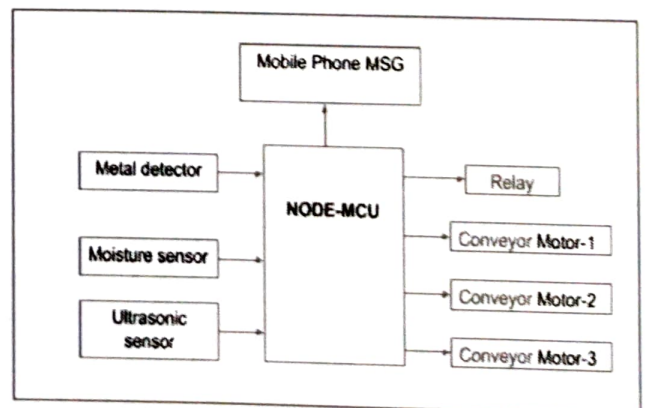 Mobile Phone MSG
Metal detector
NODE-MCU
Relay
Moisture sensor
Conveyor Motor-1
Ultrasonic
sensor
Conveyor Motor-2
Conveyor Motor-3